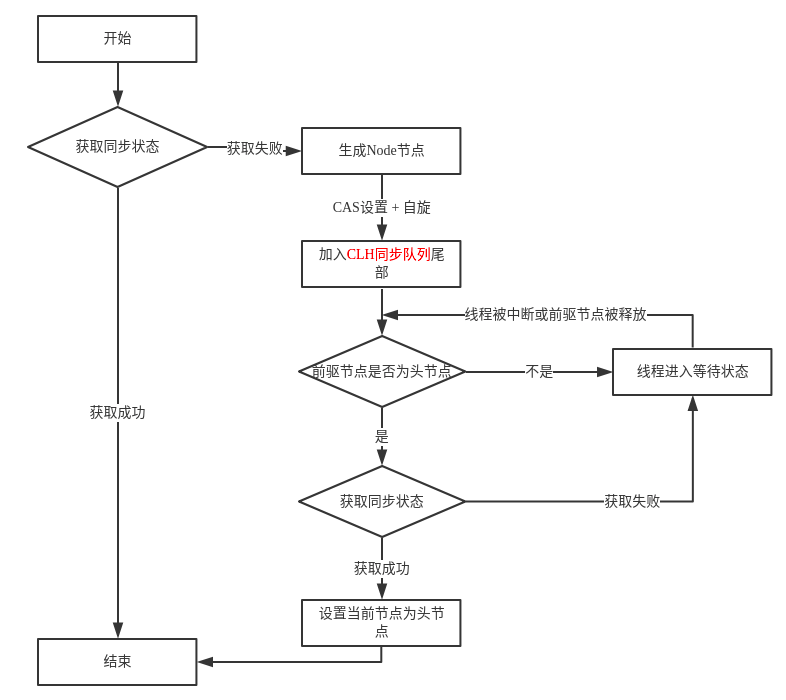 开始
获取同步状态
获取失败
生成Node节点
CAS设置 + 自旋
加入CLH同步队列尾
部
线程被中断或前驱节点被释放
前驱节点是否为头节点
不是
线程进入等待状态
获取成功
是
获取同步状态
获取失败
获取成功
设置当前节点为头节
点
结束